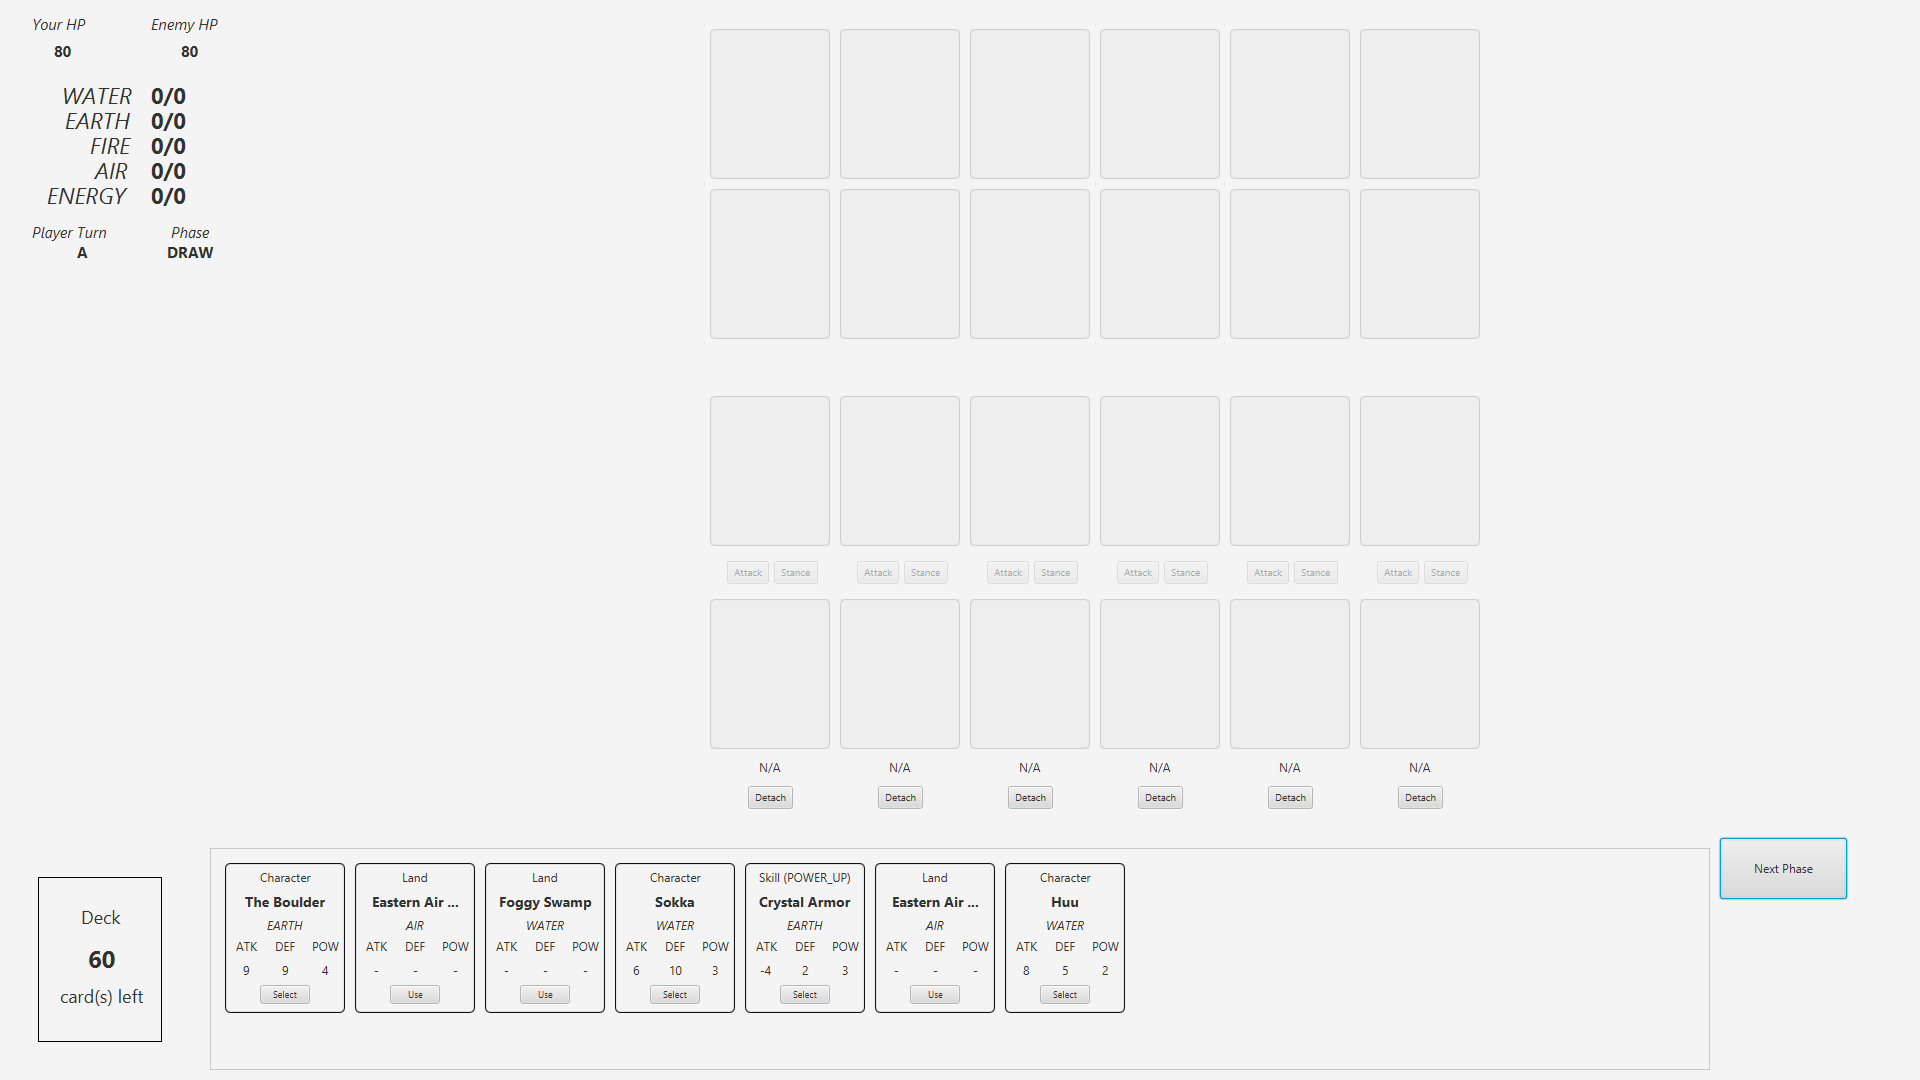 Your HP Enemy HP
80 80
WATER 0/0
EARTH 0/0
FIRE 0/0
AIR 0/0
ENERGY 0/0
Player Turn Phase
A DRAW
Attack Stance Attack Stance Attack Stance Attack Stance Attack Stance Attack Stance
N/A N/A N/A N/A N/A N/A
Detach Detach Detach Detach Detach Detach
Next Phase
Deck
60
card(s) left
Character
The Boulder
EARTH
ATK DEF POW
9 9 4
Select
Land
Eastern Air ...
AIR
ATK DEF POW
- - -
Use
Land
Foggy Swamp
WATER
ATK DEF POW
- - -
Use
Character
Sokka
WATER
ATK DEF POW
6 10 3
Select
Skill (POWER_UP)
Crystal Armor
EARTH
ATK DEF POW
-4 2 3
Select
Land
Eastern Air ...
AIR
ATK DEF POW
- - -
Use
Character
Huu
WATER
ATK DEF POW
8 5 2
Select